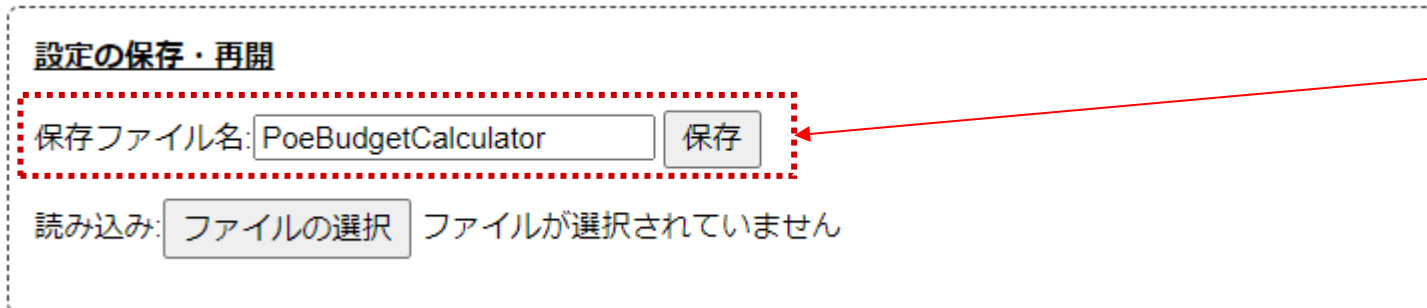 設定の保存・再開
保存ファイル名:PoeBudgetCalculator 保存
読み込み:ファイルの選択 ファイルが選択されていません